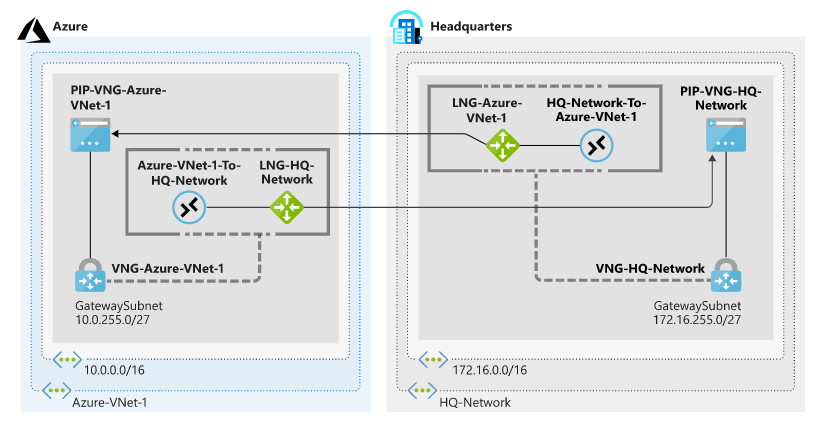 Azure
PIP-VNG-Azure-
VNet-1
Azure-VNet-1-To-
HQ-Network
LNG-HQ-
Network
VNG-Azure-VNet-1
GatewaySubnet
10.0.255.0/27
10.0.0.0/16
Azure-VNet-1
Headquarters
LNG-Azure-
VNet-1
HQ-Network-To-
Azure-VNet-1
PIP-VNG-HQ-
Network
VNG-HQ-Network
GatewaySubnet
172.16.255.0/27
172.16.0.0/16
HQ-Network